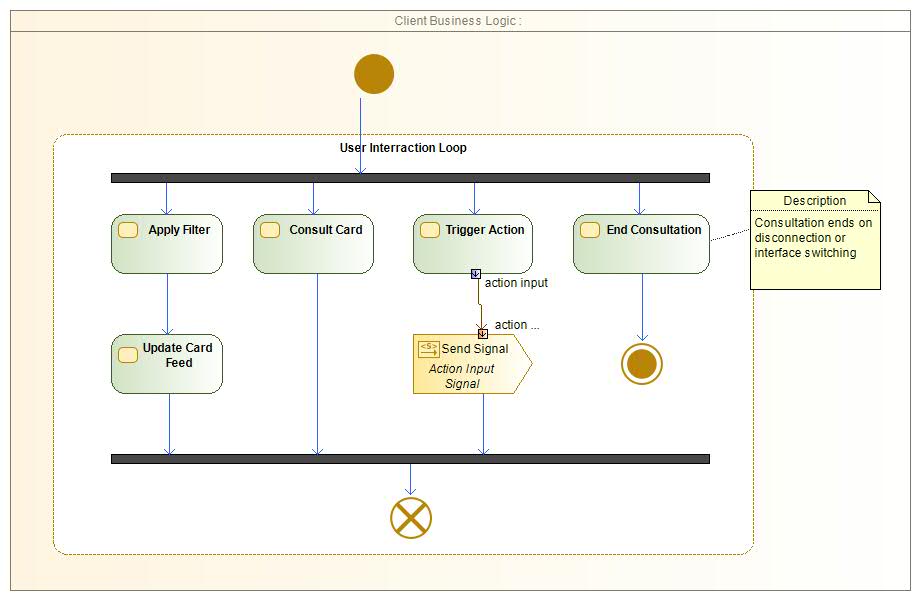 Client Business Logic :
User Interraction Loop
Apply Filter
Consult Card
Trigger Action
End Consultation
Description
Consultation ends on
disconnection or
interface switching
action input
action ...
Update Card
Feed
<S>
Send Signal
Action Input
Signal